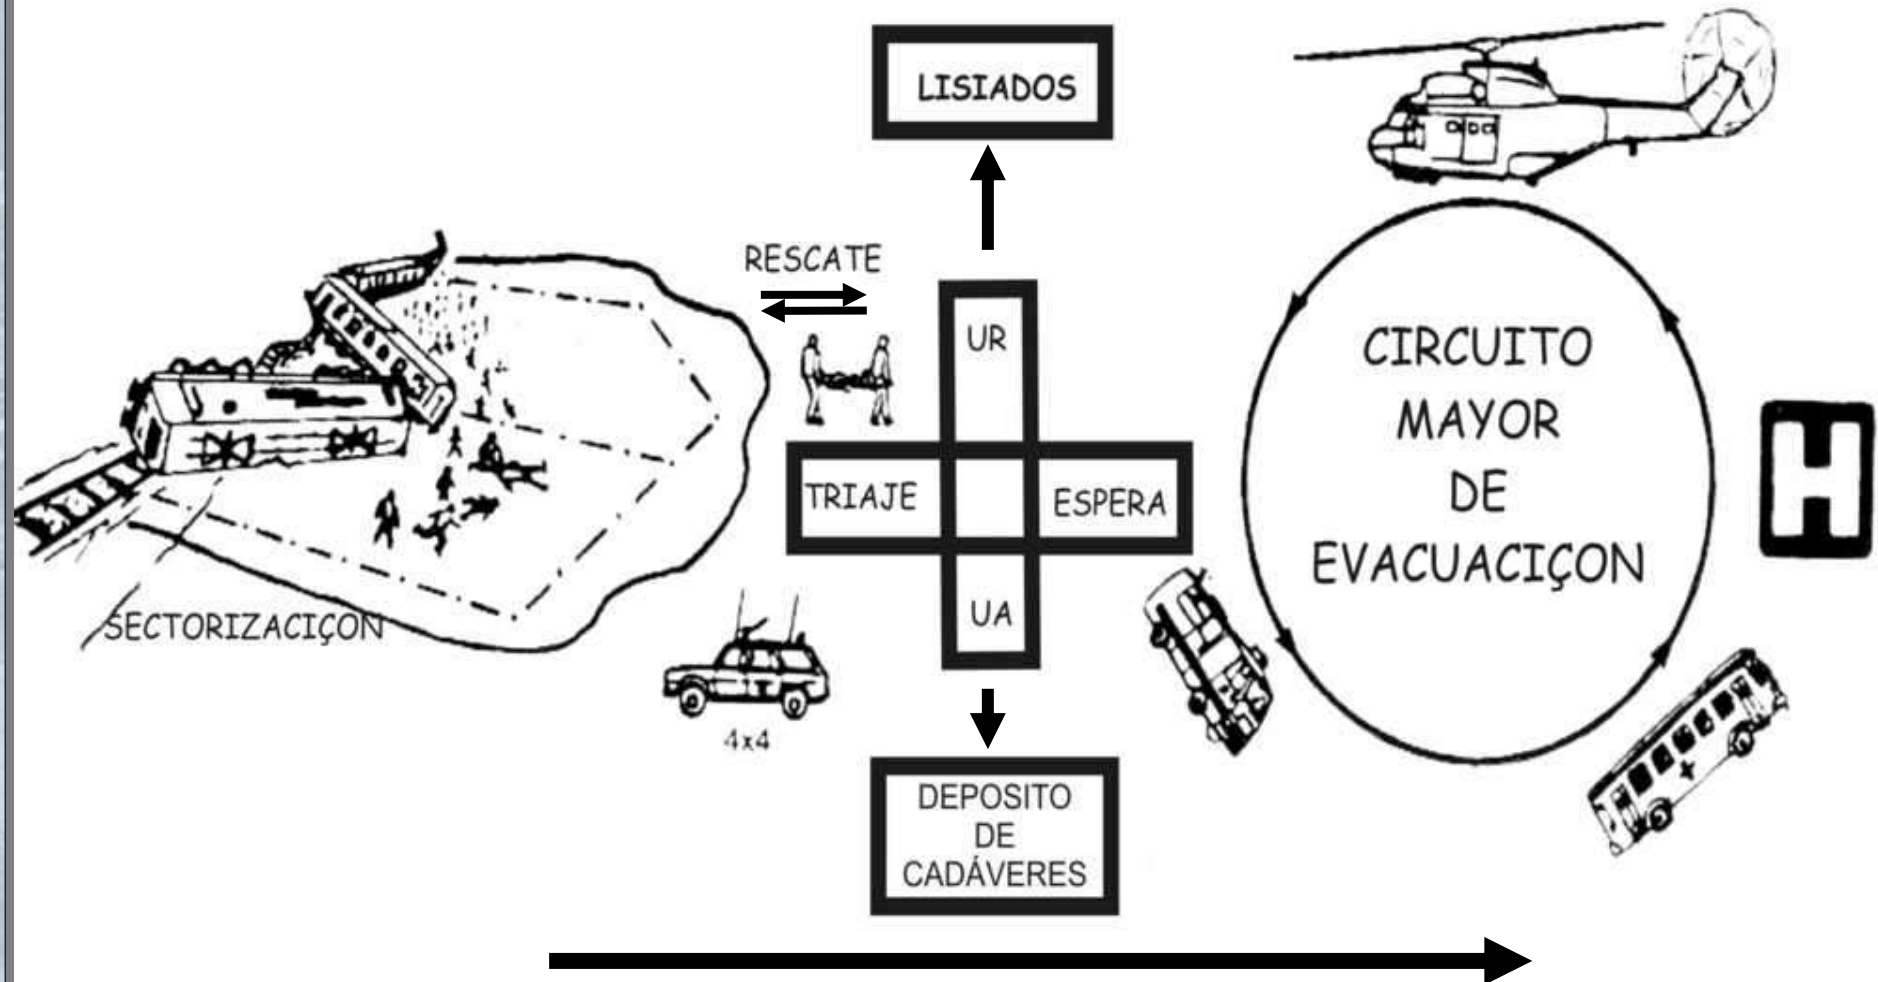 LISIADOS
RESCATE
UR
TRIAJE
ESPERA
UA
SECTORIZACIÇON
4x4
DEPOSITO
DE
CADÁVERES
CIRCUITO
MAYOR
DE
EVACUACIÇON
H